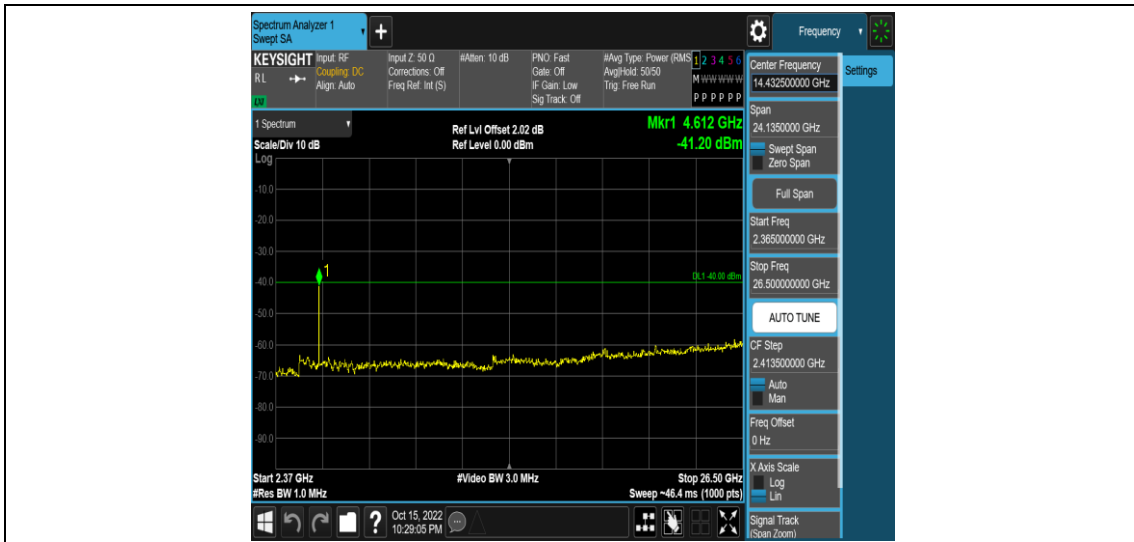 Spectrum Analyzer 1
Swept SA
+
Frequency
KEYSIGHT
RL
LXI
Input: RF
Coupling: DC
Align: Auto
Input Z: 50 Ω
Corrections: Off
Freq Ref: Int (S)
#Atten: 10 dB
PNO: Fast
Gate: Off
IF Gain: Low
Sig Track: Off
#Avg Type: Power (RMS
Avg|Hold: 50/50
Trig: Free Run
1 2 3 4 5 6
M W W W W W
P P P P P P
1 Spectrum
Scale/Div 10 dB
Log
Ref Lvl Offset 2.02 dB
Ref Level 0.00 dBm
Mkr1 4.612 GHz
-41.20 dBm
-10.0
-20.0
-30.0
-40.0
-50.0
-60.0
-70.0
-80.0
-90.0
1
DL1 -40.00 dBm
Start 2.37 GHz
#Res BW 1.0 MHz
#Video BW 3.0 MHz
Stop 26.50 GHz
Sweep ~46.4 ms (1000 pts)
?
Oct 15, 2022
10:29:05 PM
Center Frequency
14.432500000 GHz
Settings
Span
24.1350000 GHz
Swept Span
Zero Span
Full Span
Start Freq
2.365000000 GHz
Stop Freq
26.500000000 GHz
AUTO TUNE
CF Step
2.413500000 GHz
Auto
Man
Freq Offset
0 Hz
X Axis Scale
Log
Lin
Signal Track
(Span Zoom)